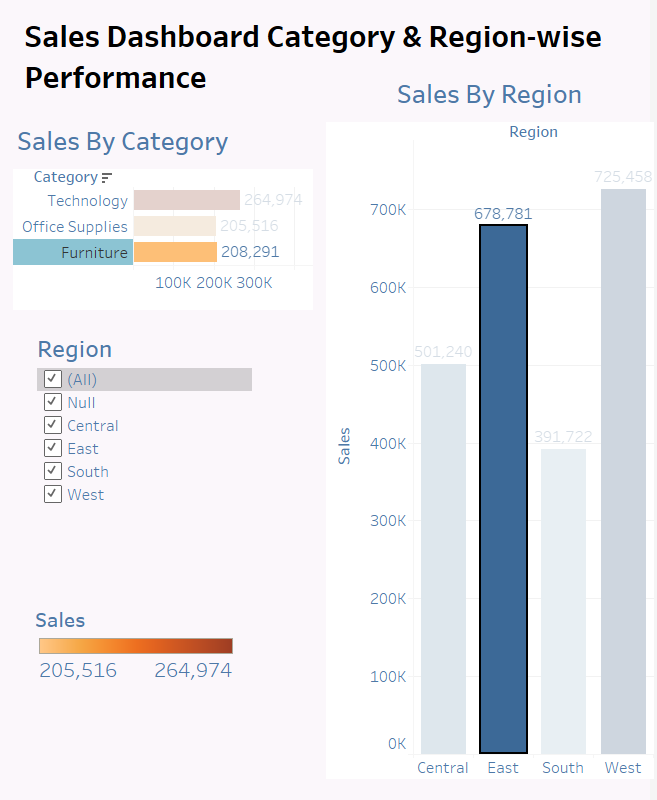 Sales Dashboard Category & Region-wise
Performance
Sales By Category
Category
Technology 264,974
Office Supplies 205,516
Furniture 208,291
100K 200K 300K
Region
(All)
Null
Central
East
South
West
Sales
205,516 264,974
Sales By Region
Region
725,458
700K
678,781
600K
501,240
500K
391,722
400K
Sales
300K
200K
100K
0K
Central East South West